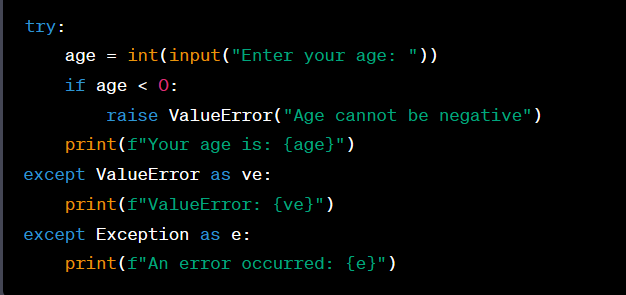 try:
    age = int(input("Enter your age: "))
    if age < 0:
        raise ValueError("Age cannot be negative")
    print(f"Your age is: {age}")
except ValueError as ve:
    print(f"ValueError: {ve}")
except Exception as e:
    print(f"An error occurred: {e}")